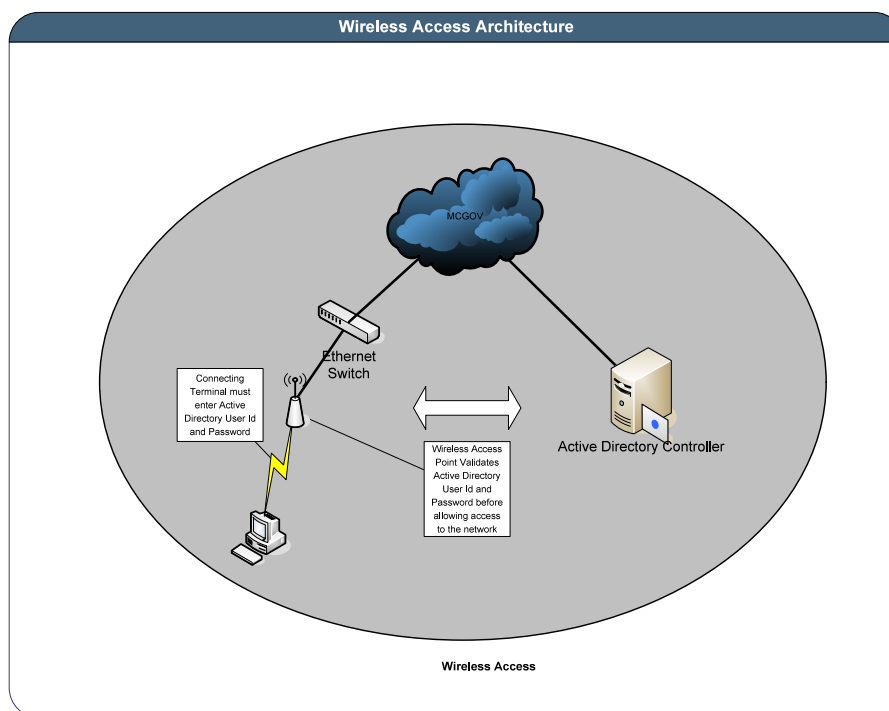 Wireless Access Architecture
MCGOV
Ethernet
Switch
Connecting
Terminal must
enter Active
Directory User Id
and Password
Active Directory Controller
Wireless Access
Point Validates
Active Directory
User Id and
Password before
allowing access
to the network
Wireless Access